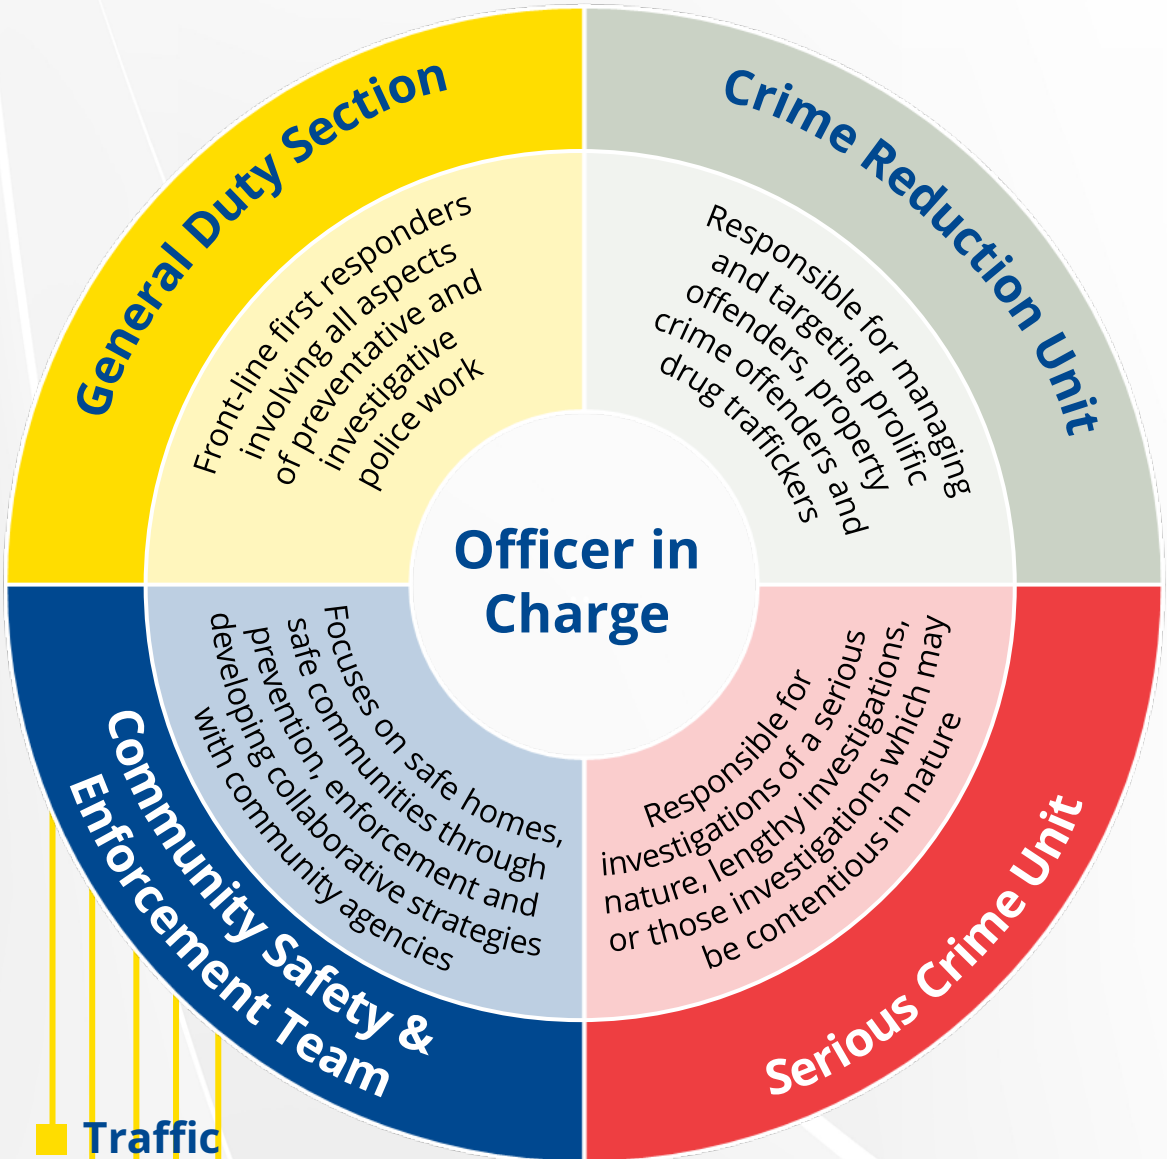 General Duty Section
Front-line first responders
involving all aspects
of preventative and
investigative
police work
Crime Reduction Unit
Responsible for managing
and targeting prolific
offenders, property
crime offenders and
drug traffickers
Officer in
Charge
Focuses on safe homes,
safe communities through
prevention, enforcement and
developing collaborative strategies
with community agencies
Community Safety &
Enforcement Team
Responsible for
investigations of a serious
nature, lengthy investigations,
or those investigations which may
be contentious in nature
Serious Crime Unit
Traffic